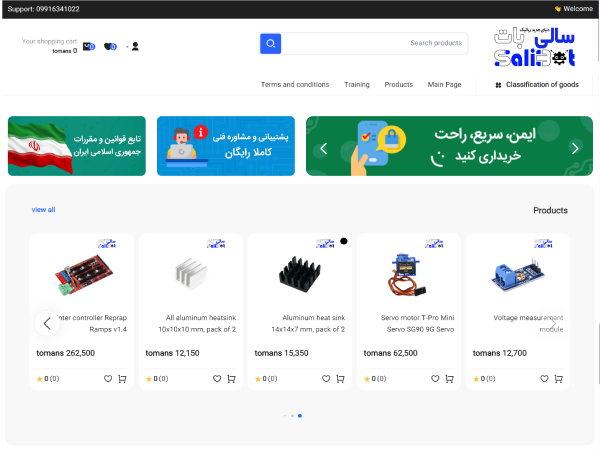 Support: 09916341022
👋 Welcome
Your shopping cart
tomans 0
0
0
Search products
سالی بات
SaliBot
Terms and conditions
Training
Products
Main Page
Classification of goods
تابع قوانین و مقررات
جمهوری اسلامی ایران
پشتیبانی و مشاوره فنی
کاملا رایگان
ایمن، سریع، راحت
خریداری کنید
view all
Products
controller Reprap
Ramps v1.4
tomans 262,500
0 (0)
All aluminum heatsink
10x10x10 mm, pack of 2
tomans 12,150
0 (0)
Aluminum heat sink
14x14x7 mm, pack of 2
tomans 15,350
0 (0)
Servo motor T-Pro Mini
Servo SG90 9G Servo
tomans 62,500
0 (0)
Voltage measurement
module
tomans 12,700
0 (0)